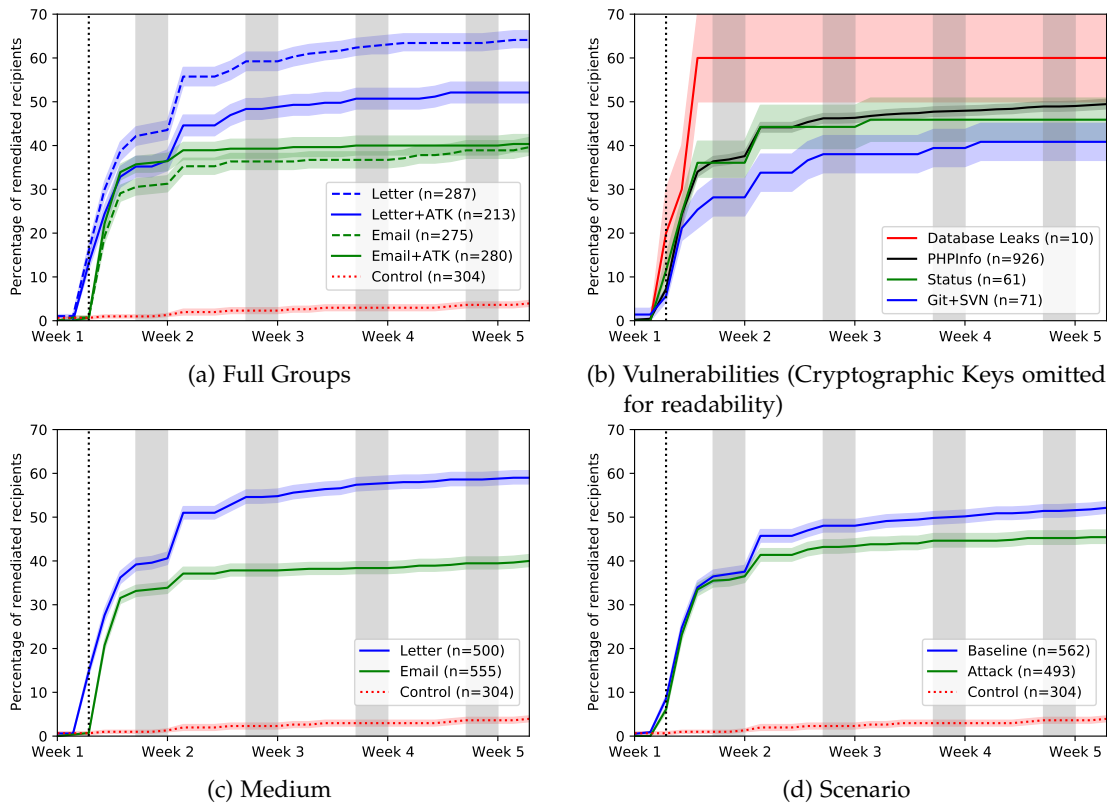 70
60
50
40
30
20
10
0
Percentage of remediated recipients
Week 1 Week 2 Week 3 Week 4 Week 5
Letter (n=287)
Letter+ATK (n=213)
Email (n=275)
Email+ATK (n=280)
Control (n=304)
(a) Full Groups
70
60
50
40
30
20
10
0
Percentage of remediated recipients
Week 1 Week 2 Week 3 Week 4 Week 5
Database Leaks (n=10)
PHPInfo (n=926)
Status (n=61)
Git+SVN (n=71)
(b) Vulnerabilities (Cryptographic Keys omitted
for readability)
70
60
50
40
30
20
10
0
Percentage of remediated recipients
Week 1 Week 2 Week 3 Week 4 Week 5
Letter (n=500)
Email (n=555)
Control (n=304)
(c) Medium
70
60
50
40
30
20
10
0
Percentage of remediated recipients
Week 1 Week 2 Week 3 Week 4 Week 5
Baseline (n=562)
Attack (n=493)
Control (n=304)
(d) Scenario